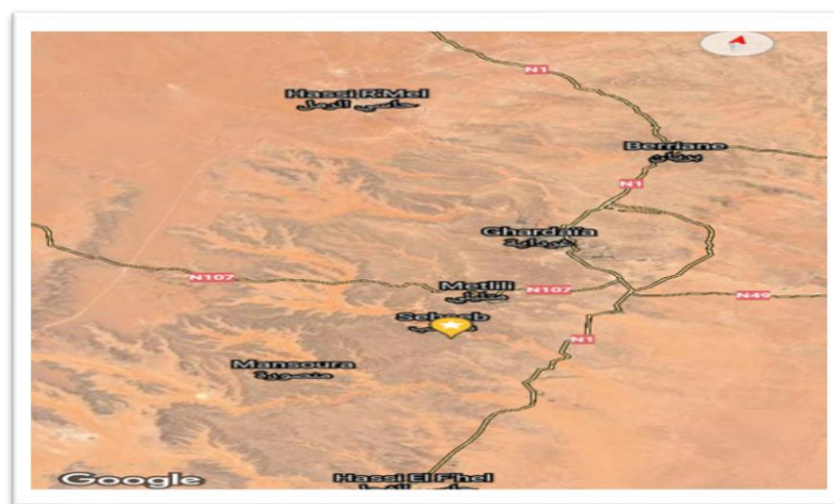 N1
Hassi R'Mel
حاسي الرمل
Berriane
بريان
N1
Ghardaïa
غرداية
N107
Metlili
متليلي
N107
N49
Sebseb
N1
Mansoura
منصورة
Google
Hassi El F'hel